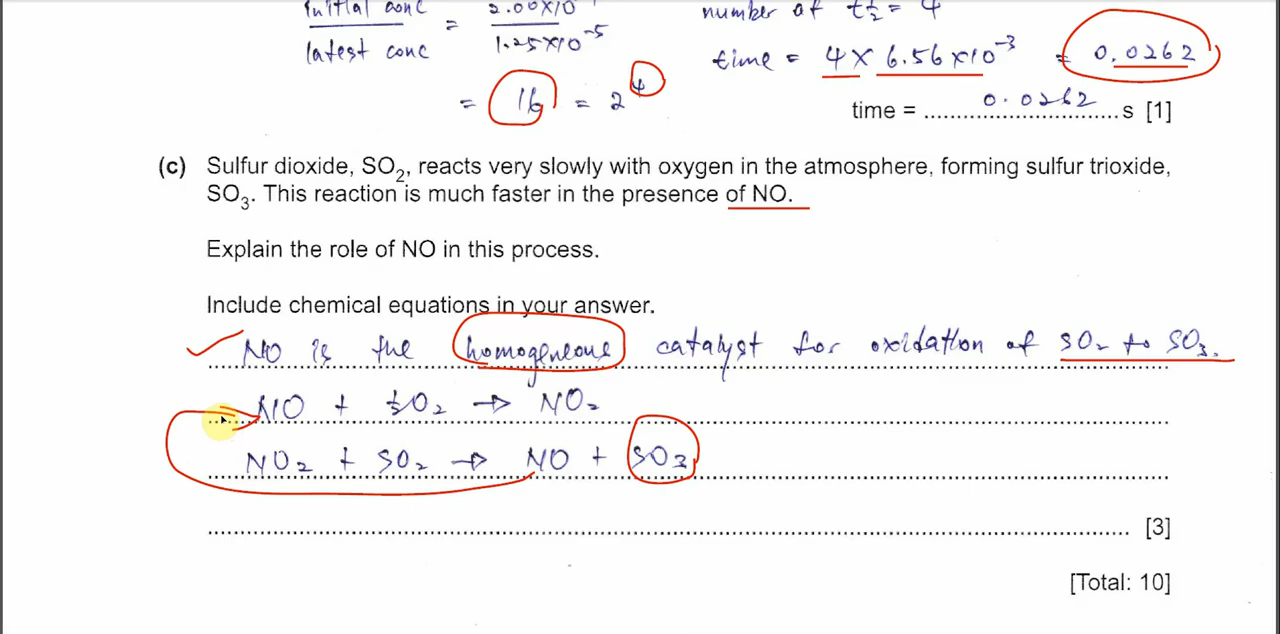 initial conc
latest conc
=
2.00×10
1.25×10⁻⁵
number of t½ = 4
time = 4 × 6.56×10⁻³ = 0.0262
= 16 = 2⁴
time = 0.0262 s [1]
(c) Sulfur dioxide, SO₂, reacts very slowly with oxygen in the atmosphere, forming sulfur trioxide,
SO₃. This reaction is much faster in the presence of NO.
Explain the role of NO in this process.
Include chemical equations in your answer.
NO is the homogeneous catalyst for oxidation of SO₂ to SO₃.
NO + ½O₂ → NO₂
NO₂ + SO₂ → NO + SO₃
[3]
[Total: 10]